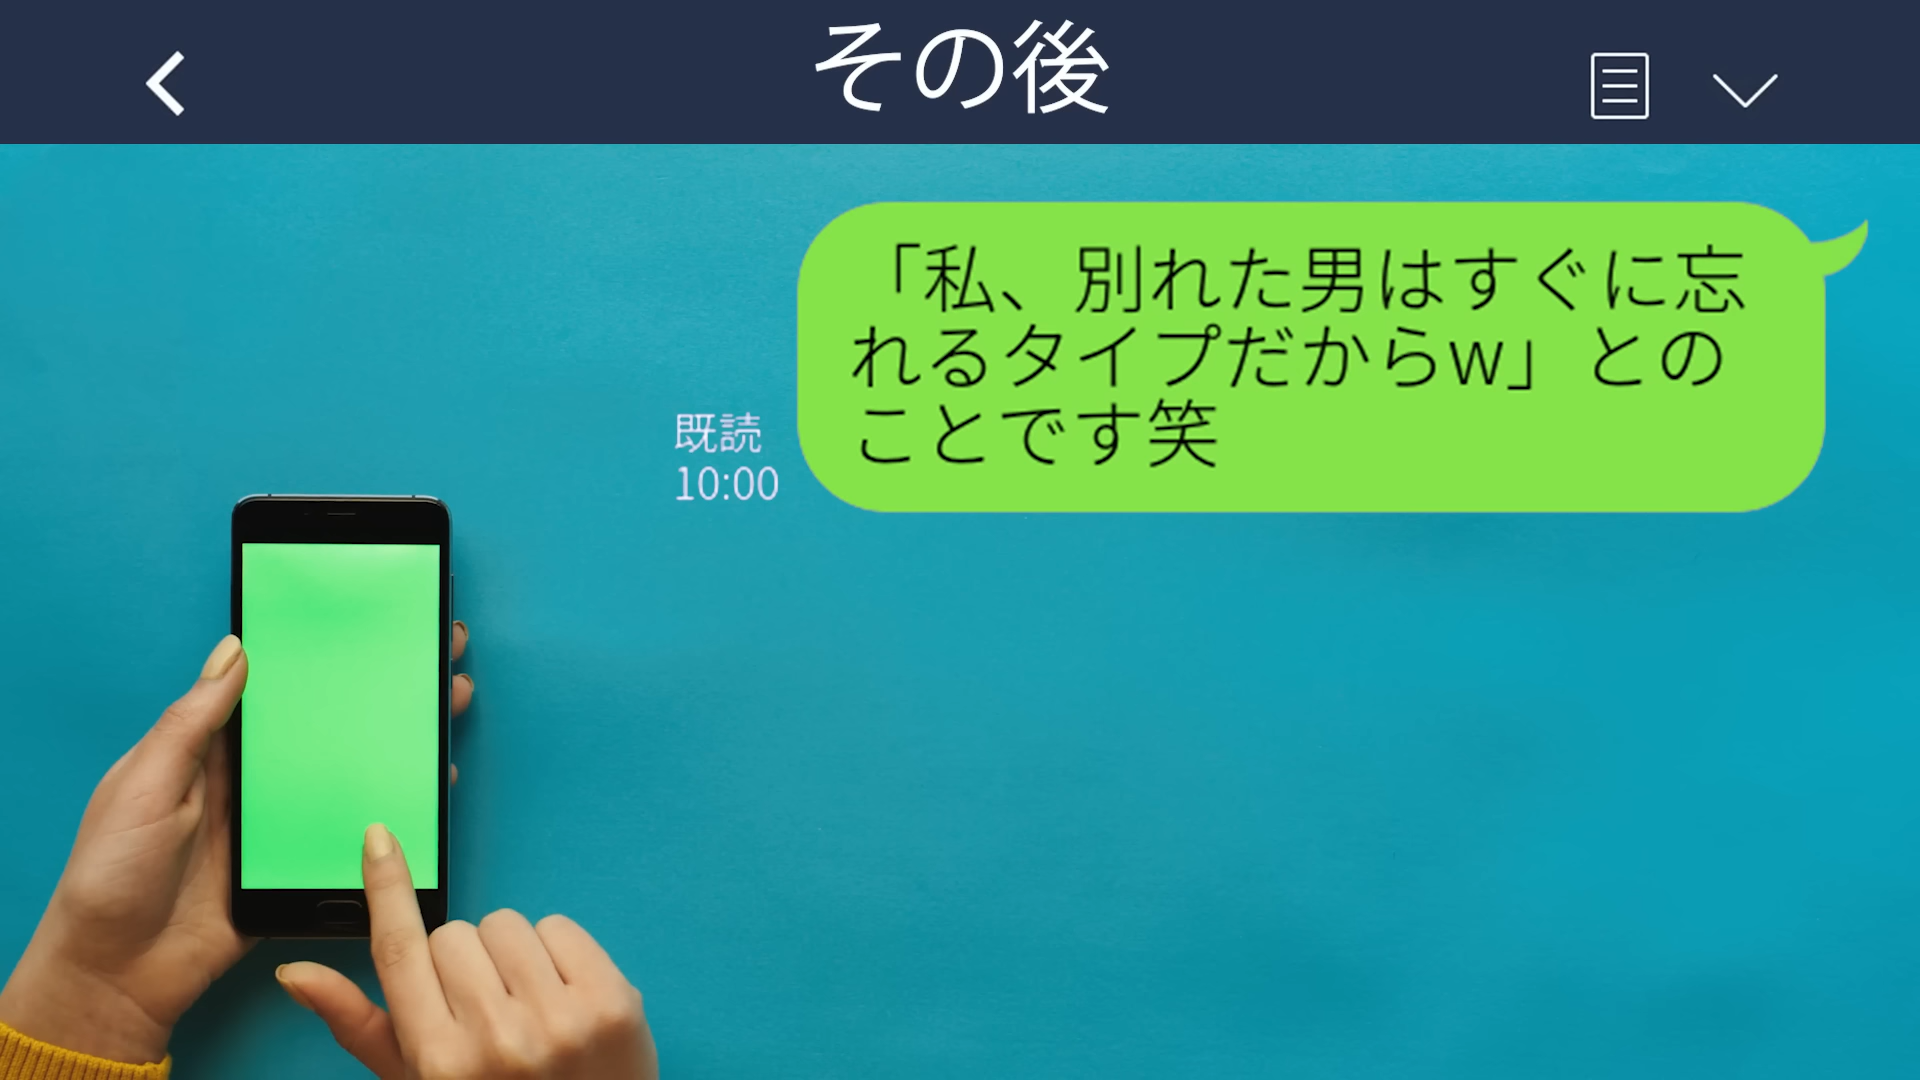 その後
「私、別れた男はすぐに忘
れるタイプだからw」との
ことです笑
既読
10:00